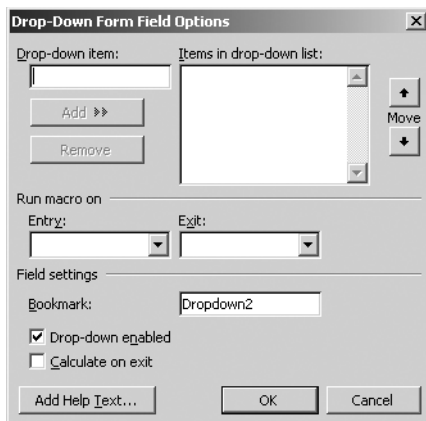 Drop-Down Form Field Options
Drop-down item:
Items in drop-down list:
Add
Remove
Move
Run macro on
Entry:
Exit:
Field settings
Bookmark:
Dropdown2
Drop-down enabled
Calculate on exit
Add Help Text...
OK
Cancel